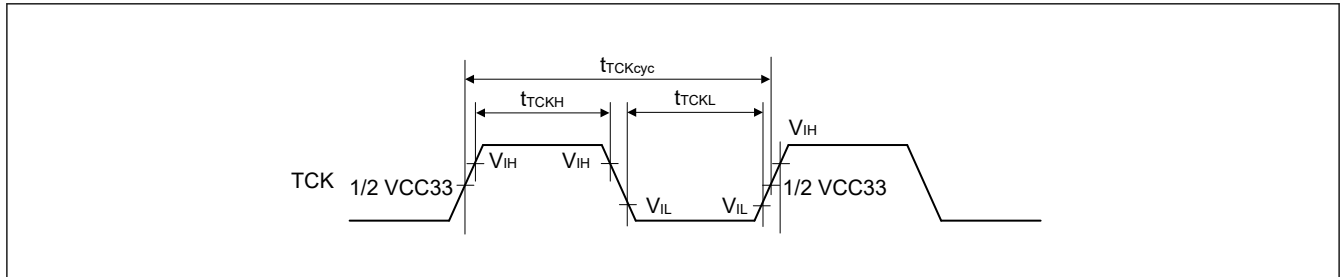 tTCKcyc
tTCKH
tTCKL
VIH
VIH
VIH
TCK
1/2 VCC33
1/2 VCC33
VIL
VIL